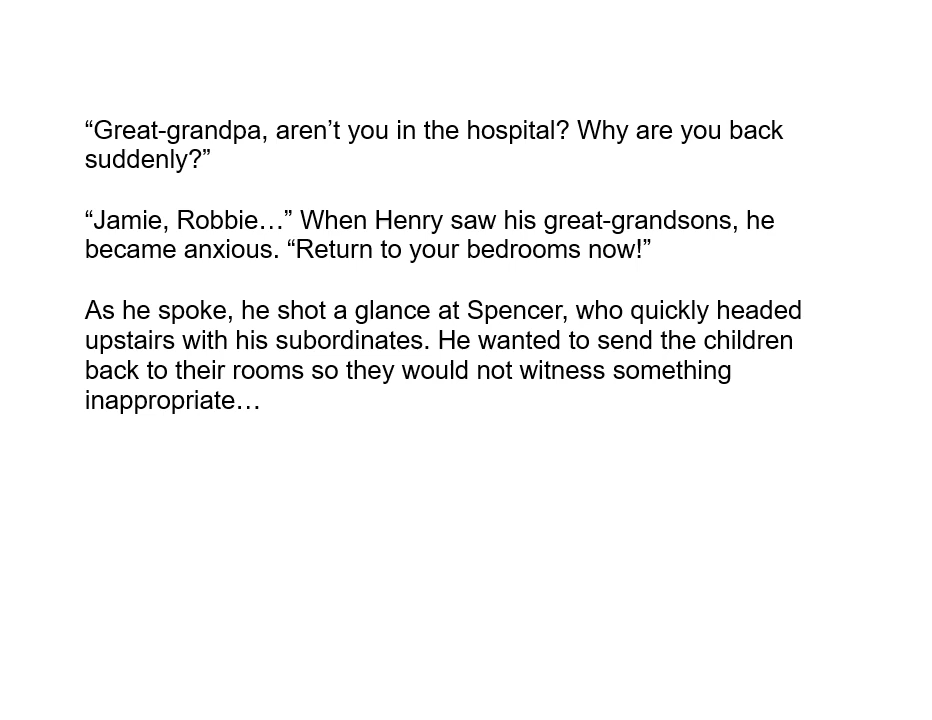 “Great-grandpa, aren’t you in the hospital? Why are you back
suddenly?”
“Jamie, Robbie…” When Henry saw his great-grandsons, he
became anxious. “Return to your bedrooms now!”
As he spoke, he shot a glance at Spencer, who quickly headed
upstairs with his subordinates. He wanted to send the children
back to their rooms so they would not witness something
inappropriate…